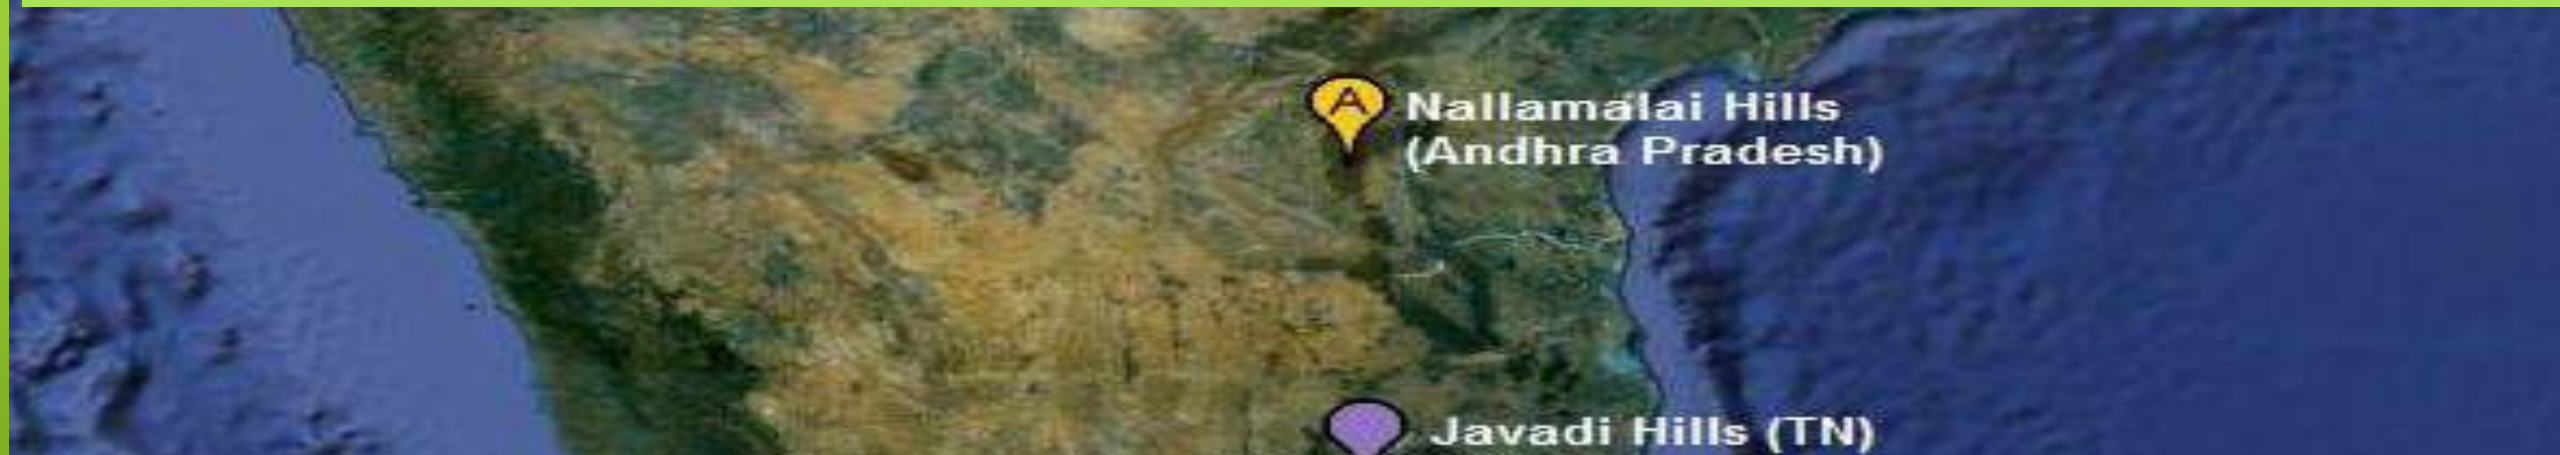 A
Nallamalai Hills
(Andhra Pradesh)
Javadi Hills (TN)